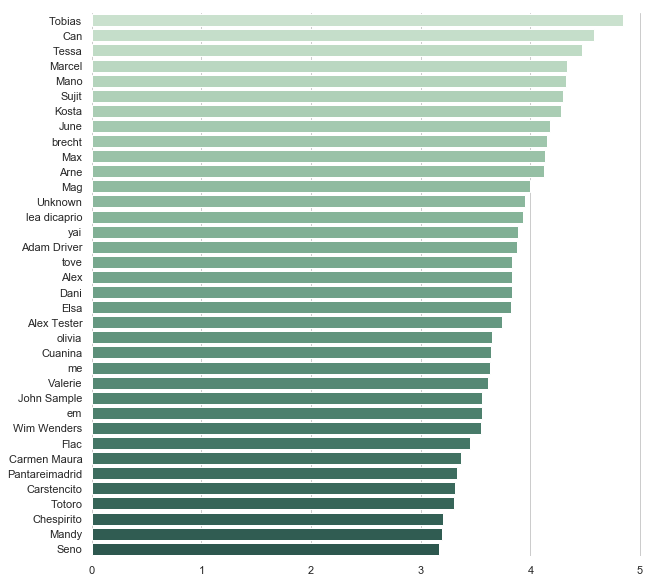 Tobias
Can
Tessa
Marcel
Mano
Sujit
Kosta
June
brecht
Max
Arne
Mag
Unknown
lea dicaprio
yai
Adam Driver
tove
Alex
Dani
Elsa
Alex Tester
olivia
Cuanina
me
Valerie
John Sample
em
Wim Wenders
Flac
Carmen Maura
Pantareimadrid
Carstencito
Totoro
Chespirito
Mandy
Seno
0 1 2 3 4 5